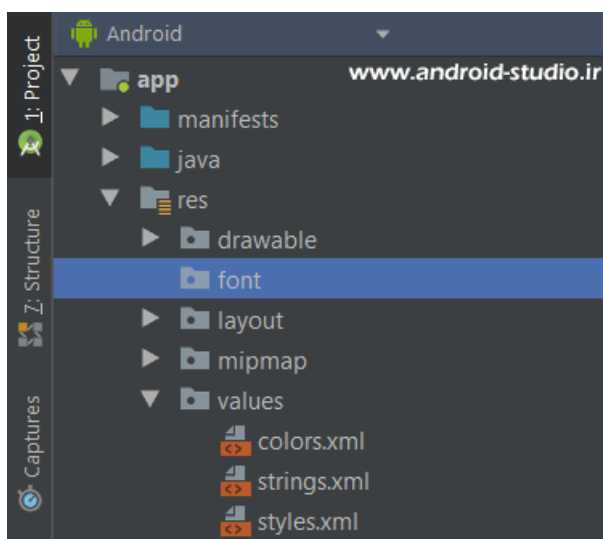 Android
www.android-studio.ir
1: Project
app
manifests
java
res
drawable
7: Structure
font
layout
mipmap
values
Captures
colors.xml
strings.xml
styles.xml